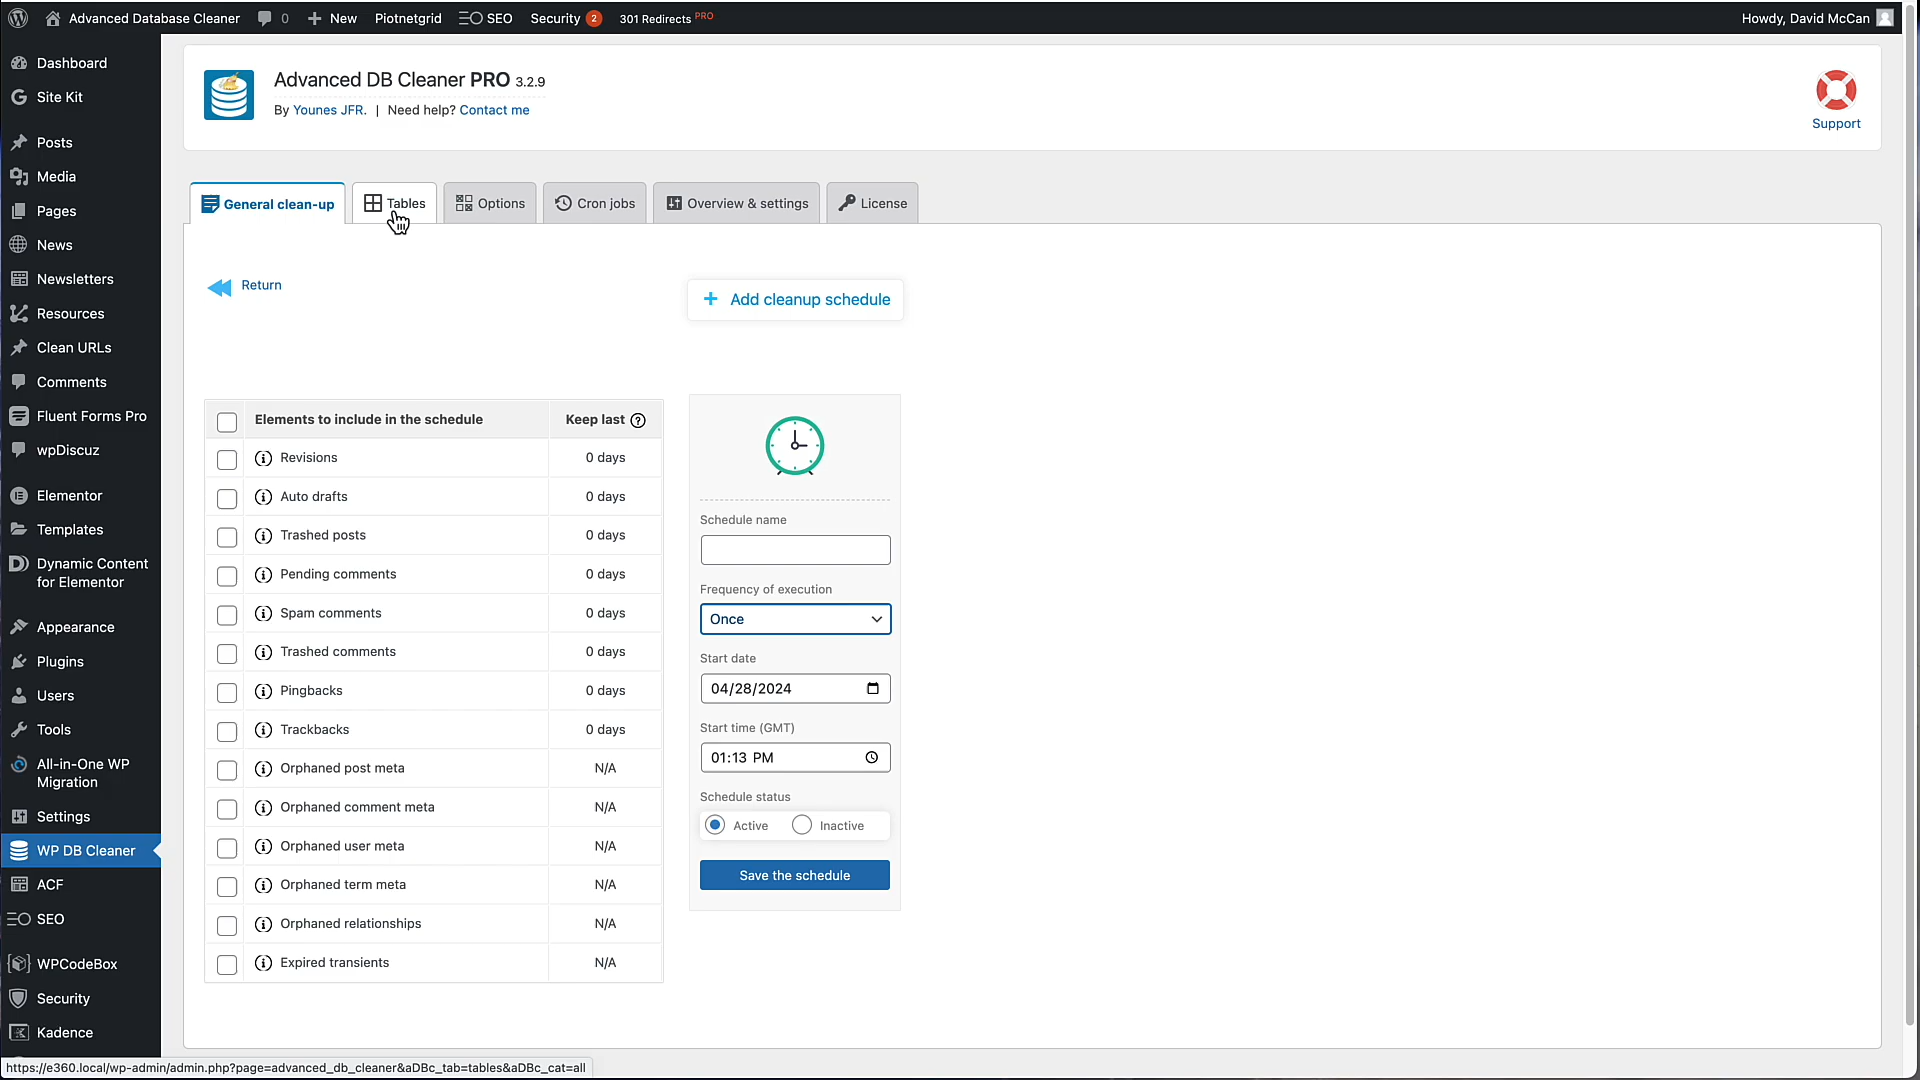 Advanced Database Cleaner 0 New Piotnetgrid SEO Security 2 301 Redirects PRO Howdy, David McCan
Dashboard
Site Kit
Posts
Media
Pages
News
Newsletters
Resources
Clean URLs
Comments
Fluent Forms Pro
wpDiscuz
Elementor
Templates
Dynamic Content
for Elementor
Appearance
Plugins
Users
Tools
All-in-One WP
Migration
Settings
WP DB Cleaner
ACF
SEO
WPCodeBox
Security
Kadence
Advanced DB Cleaner PRO 3.2.9
By Younes JFR. | Need help? Contact me
Support
General clean-up Tables Options Cron jobs Overview & settings License
Return
Add cleanup schedule
Elements to include in the schedule Keep last ?
Revisions 0 days
Auto drafts 0 days
Trashed posts 0 days
Pending comments 0 days
Spam comments 0 days
Trashed comments 0 days
Pingbacks 0 days
Trackbacks 0 days
Orphaned post meta N/A
Orphaned comment meta N/A
Orphaned user meta N/A
Orphaned term meta N/A
Orphaned relationships N/A
Expired transients N/A
Schedule name
Frequency of execution
Once
Start date
04/28/2024
Start time (GMT)
01:13 PM
Schedule status
Active Inactive
Save the schedule
https://e360.local/wp-admin/admin.php?page=advanced_db_cleaner&aDBc_tab=tables&aDBc_cat=all